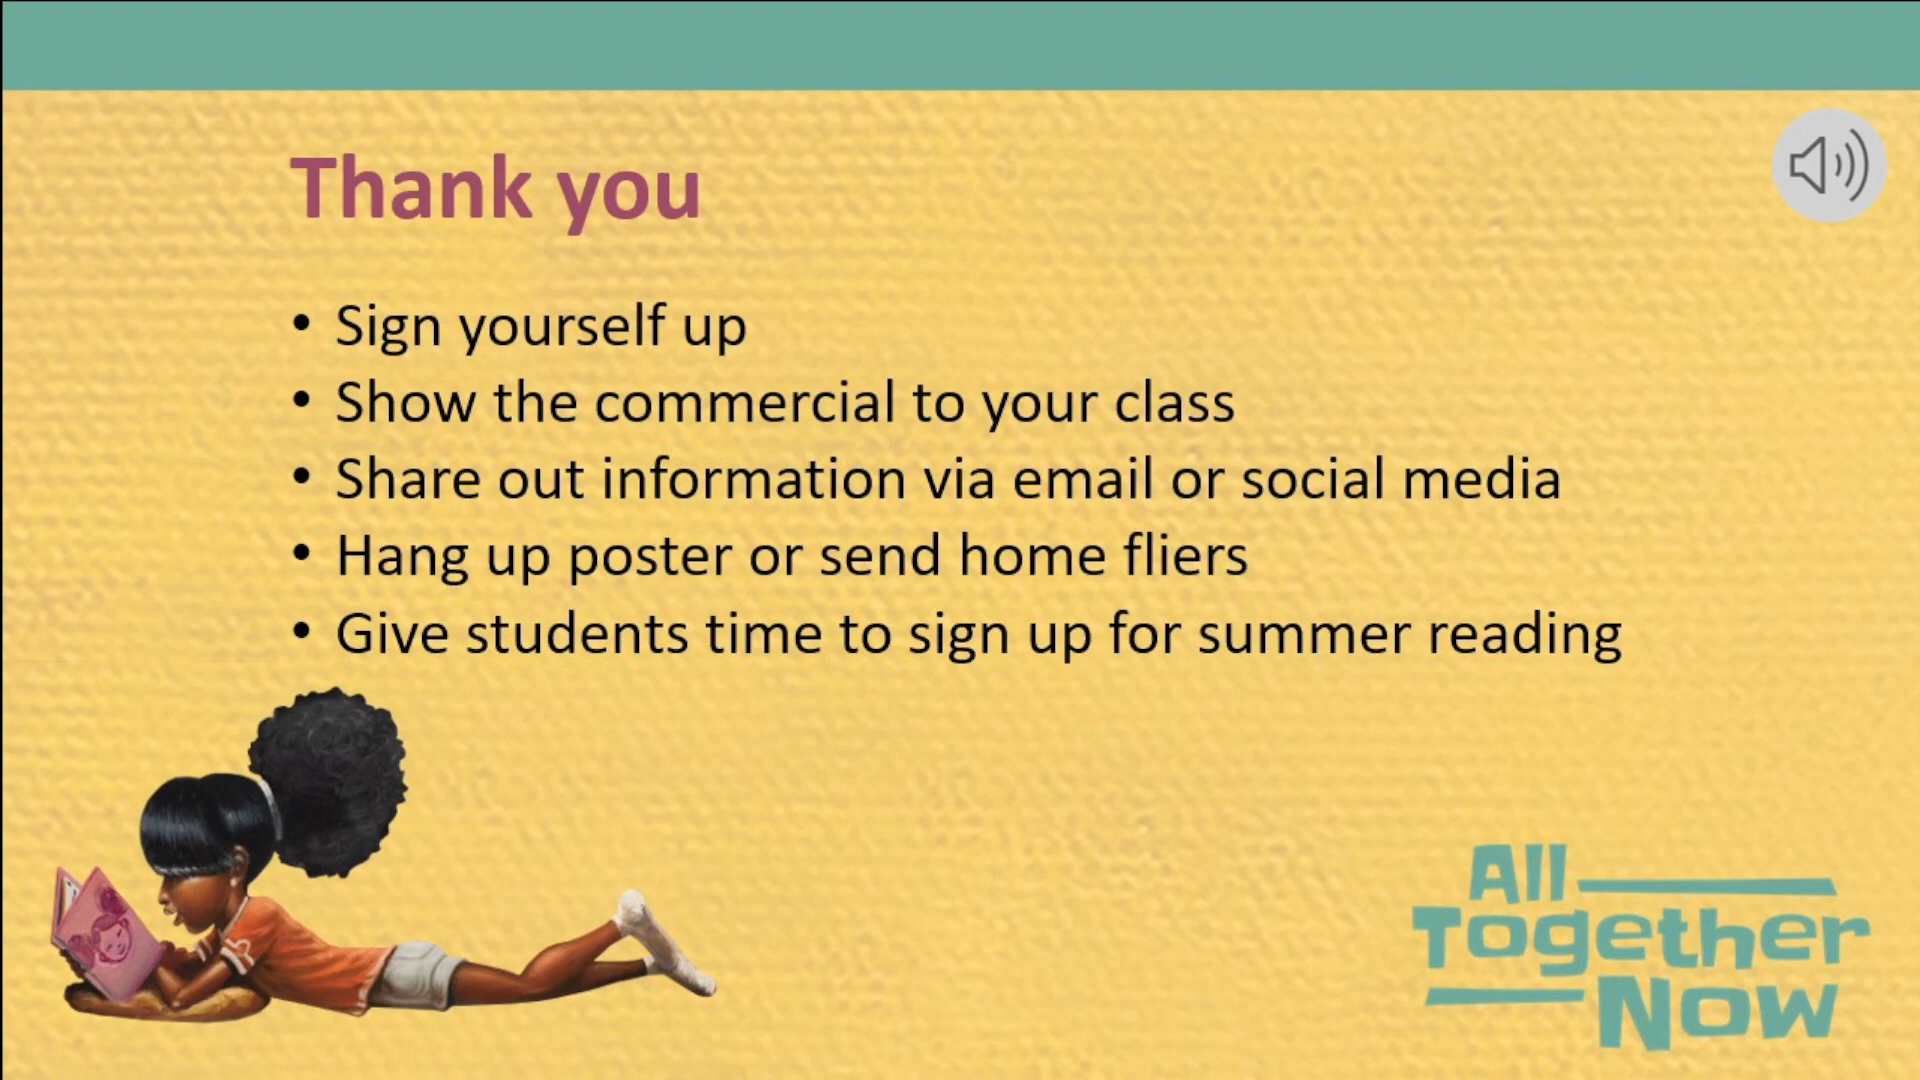 Thank you
• Sign yourself up
• Show the commercial to your class
• Share out information via email or social media
• Hang up poster or send home fliers
• Give students time to sign up for summer reading
All
Together
Now